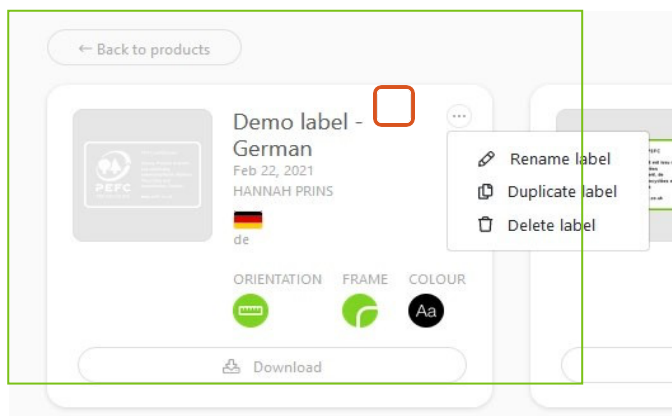 ← Back to products
Demo label -
German
Feb 22, 2021
HANNAH PRINS
de
ORIENTATION FRAME COLOUR
Aa
Download
PEFC
Rename label
Duplicate label
Delete label